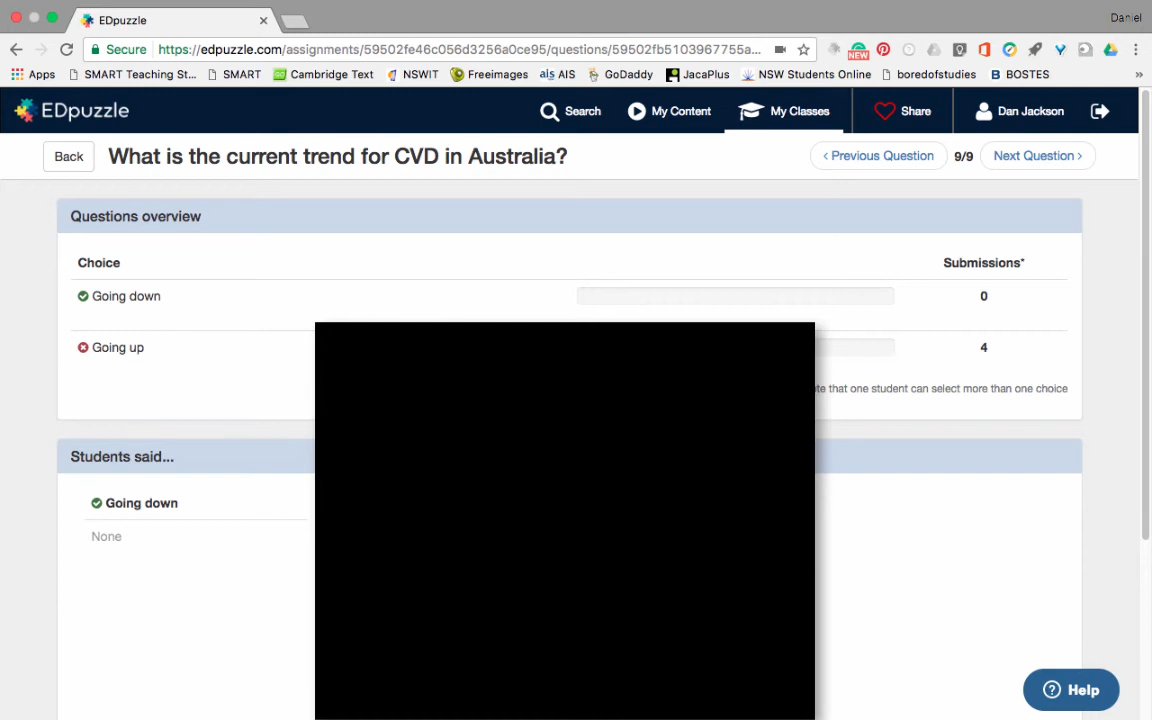 EDpuzzle
Daniel
Secure https://edpuzzle.com/assignments/59502fe46c056d3256a0ce95/questions/59502fb5103967755a...
NEW
Apps SMART Teaching St... SMART Cambridge Text NSWIT Freeimages AIS GoDaddy JacaPlus NSW Students Online boredofstudies B BOSTES »
EDpuzzle Search My Content My Classes Share Dan Jackson
Back What is the current trend for CVD in Australia? Previous Question 9/9 Next Question
Questions overview
Choice Submissions*
Going down 0
Going up 4
that one student can select more than one choice
Students said...
Going down
None
Help